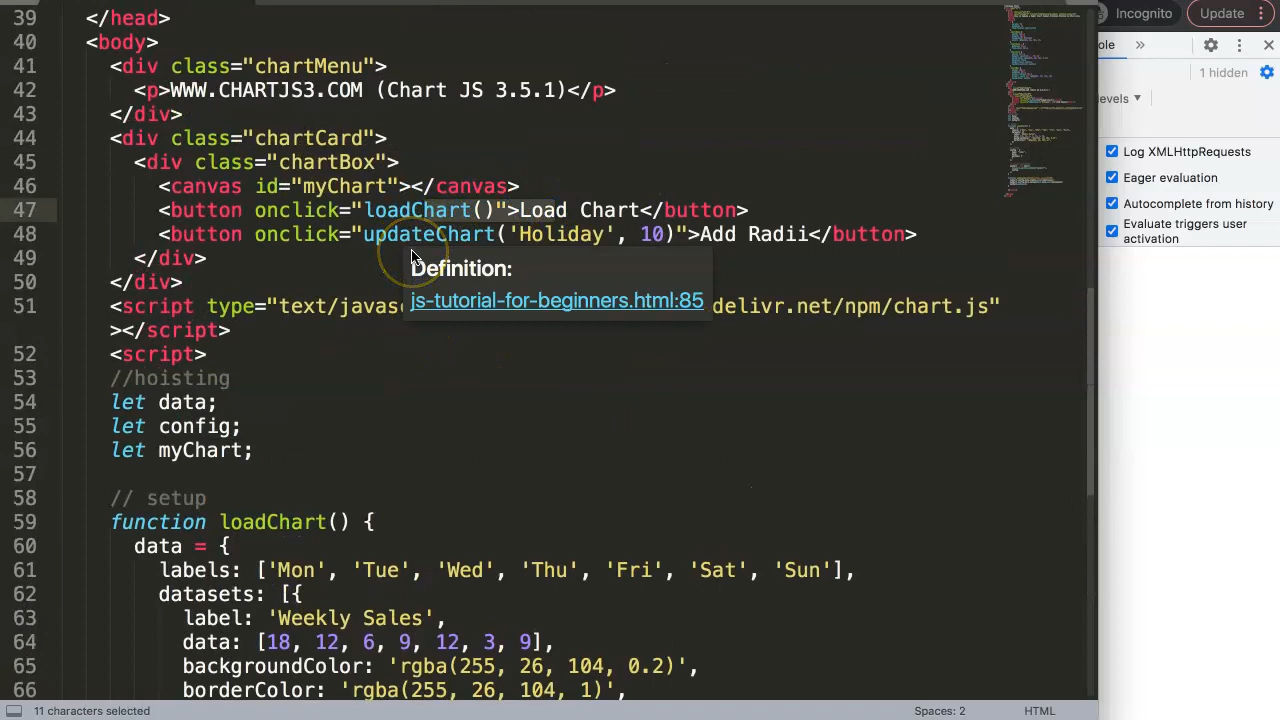 39 </head>
40 <body>
41 <div class="chartMenu">
42 <p>WWW.CHARTJS3.COM (Chart JS 3.5.1)</p>
43 </div>
44 <div class="chartCard">
45 <div class="chartBox">
46 <canvas id="myChart"></canvas>
47 <button onclick="loadChart()">Load Chart</button>
48 <button onclick="updateChart('Holiday', 10)">Add Radii</button>
49 </div>
Definition:
50 </div>
js-tutorial-for-beginners.html:85
51 <script type="text/javas delivr.net/npm/chart.js"
></script>
52 <script>
53 //hoisting
54 let data;
55 let config;
56 let myChart;
57
58 // setup
59 function loadChart() {
60 data = {
61 labels: ['Mon', 'Tue', 'Wed', 'Thu', 'Fri', 'Sat', 'Sun'],
62 datasets: [{
63 label: 'Weekly Sales',
64 data: [18, 12, 6, 9, 12, 3, 9],
65 backgroundColor: 'rgba(255, 26, 104, 0.2)',
66 borderColor: 'rgba(255, 26, 104, 1)',
11 characters selected
Spaces: 2
HTML
Incognito
Update
ole
1 hidden
evels
Log XMLHttpRequests
Eager evaluation
Autocomplete from history
Evaluate triggers user
activation